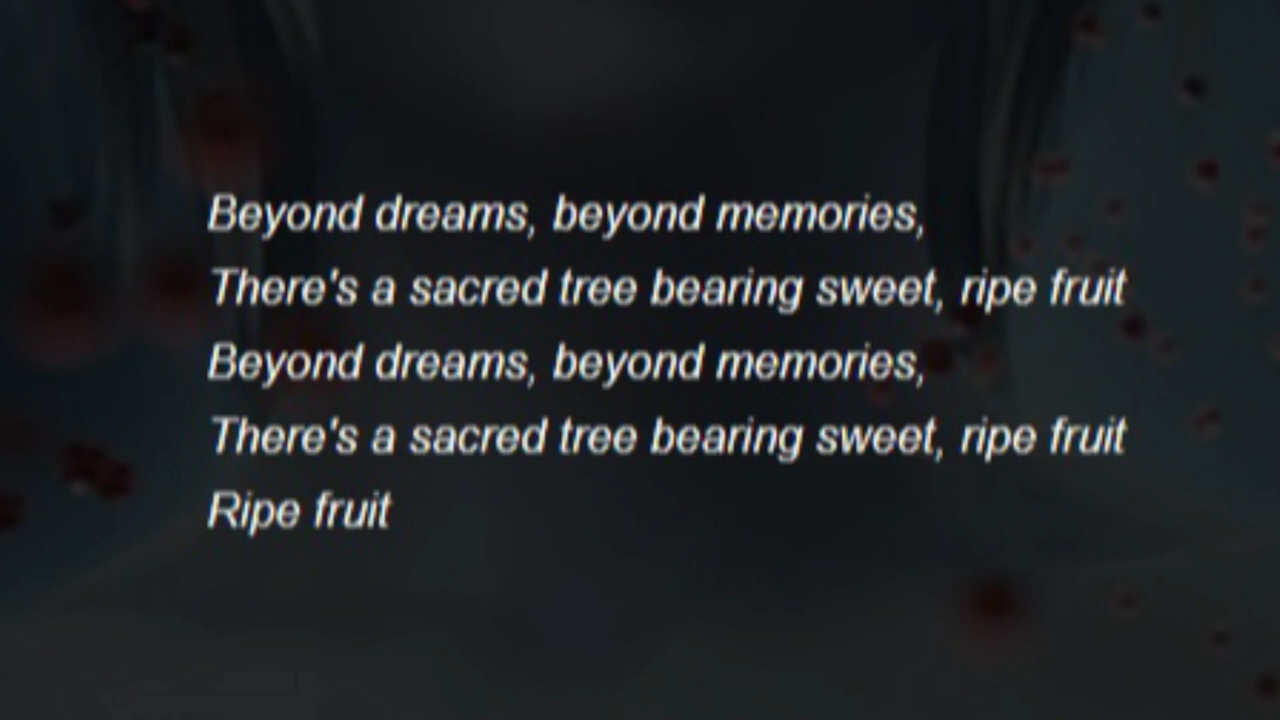 Beyond dreams, beyond memories,
There's a sacred tree bearing sweet, ripe fruit
Beyond dreams, beyond memories,
There's a sacred tree bearing sweet, ripe fruit
Ripe fruit